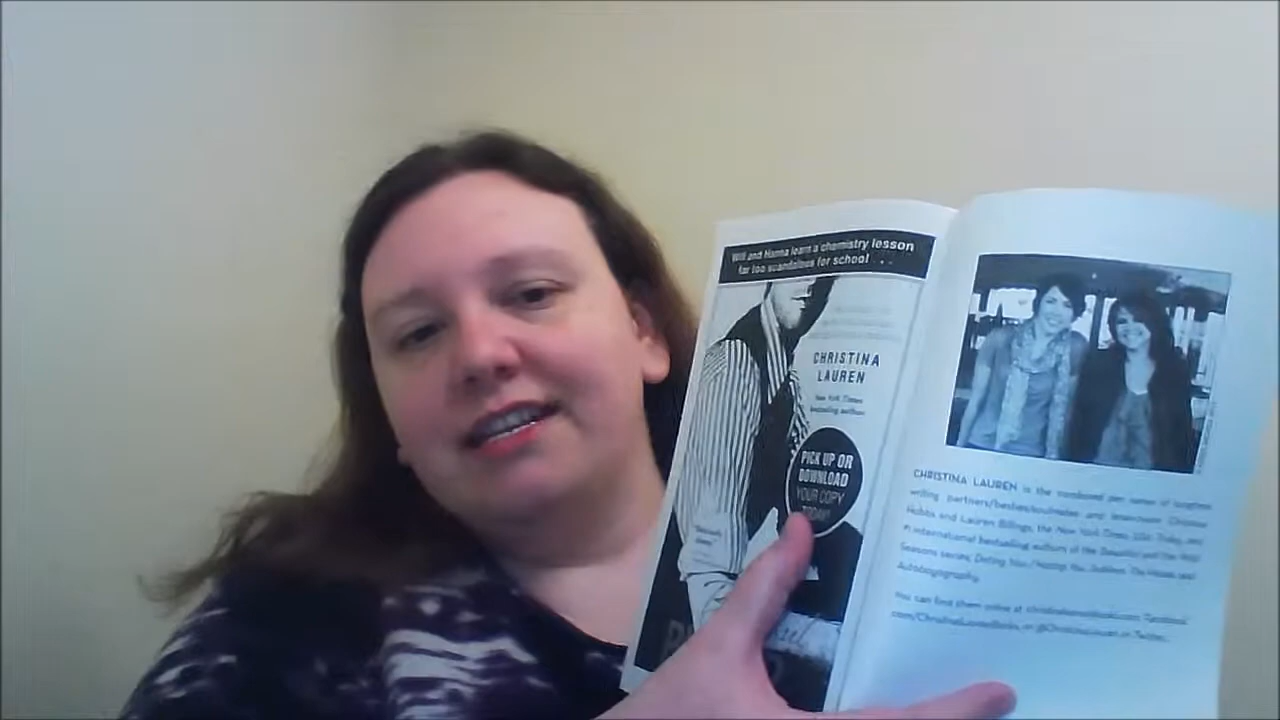 Will and Hanna learn a chemistry lesson
far too scandalous for school . . .
CHRISTINA
LAUREN
New York Times
bestselling author
PICK UP OR
DOWNLOAD
YOUR COPY
TODAY!
CHRISTINA LAUREN is the combined pen name of longtime
writing partners/besties/soulmates and braintwins Christina
Hobbs and Lauren Billings, the New York Times, USA Today, and
#1 international bestselling authors of the Beautiful and the Wild
Seasons series, Dating You / Hating You, Sublime, The House, and
Autoboyography.
You can find them online at christinalaurenbooks.com, Facebook.
com/ChristinaLaurenBooks, or @ChristinaLauren on Twitter.